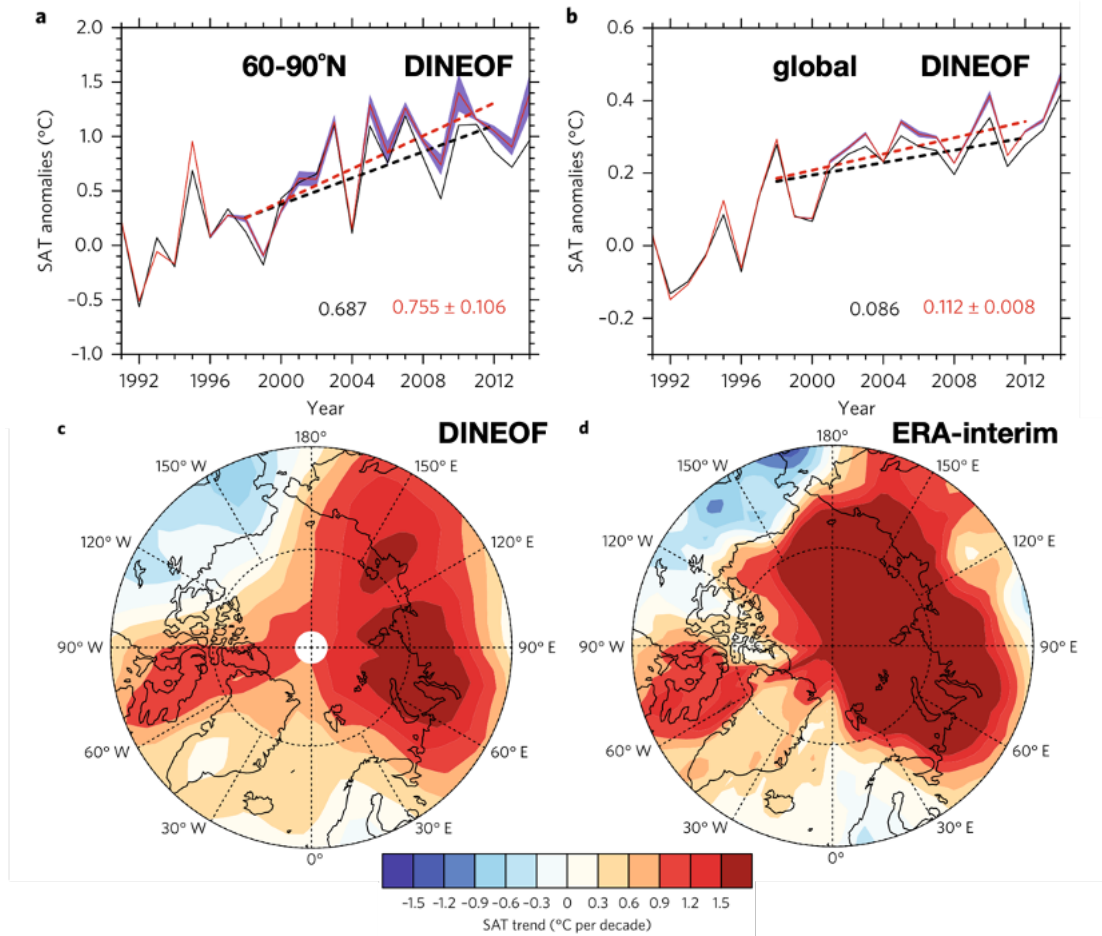 a
60-90°N DINEOF
2.0
1.5
1.0
0.5
0.0
−0.5
−1.0
SAT anomalies (°C)
0.687 0.755 ± 0.106
1992 1996 2000 2004 2008 2012
Year
b
global DINEOF
0.6
0.4
0.2
0.0
−0.2
SAT anomalies (°C)
0.086 0.112 ± 0.008
1992 1996 2000 2004 2008 2012
Year
c
DINEOF
180°
150° W 150° E
120° W 120° E
90° W 90° E
60° W 60° E
30° W 30° E
0°
d
ERA-interim
180°
150° W 150° E
120° W 120° E
90° W 90° E
60° W 60° E
30° W 30° E
0°
-1.5 -1.2 -0.9 -0.6 -0.3 0 0.3 0.6 0.9 1.2 1.5
SAT trend (°C per decade)